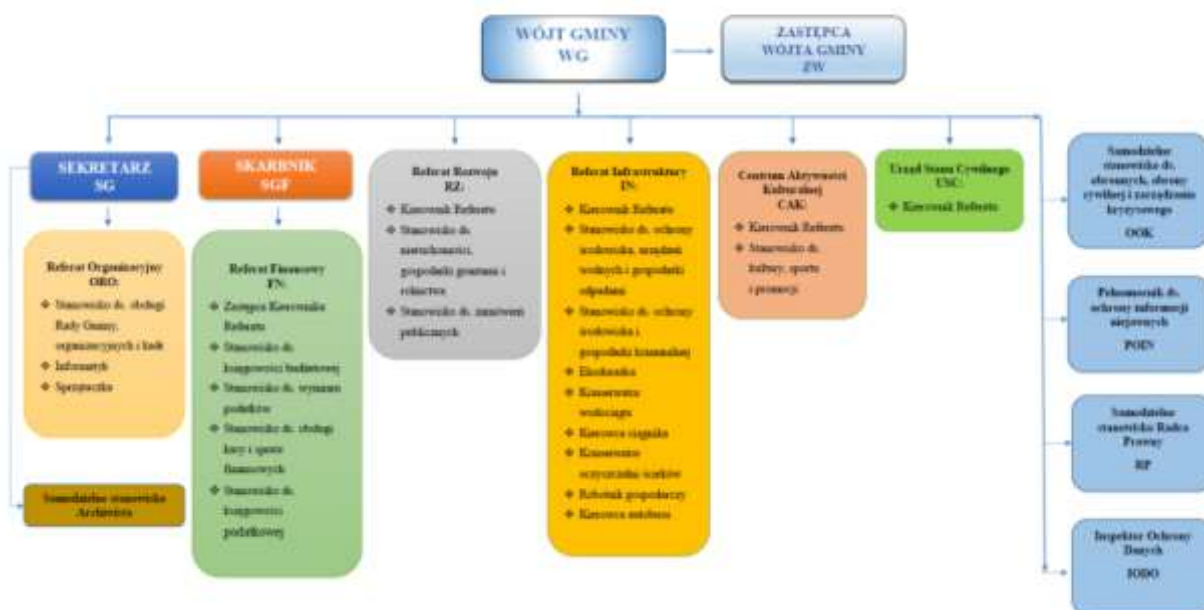 WÓJT GMINY
WG
ZASTĘPCA
WÓJTA GMINY
ZW
SEKRETARZ
SG
SKARBNIK
SGF
Referat Rozwoju
RZ:
❖ Kierownik Referatu
❖ Stanowisko ds.
nieruchomości,
gospodarki gruntami i
rolnictwa
❖ Stanowisko ds. zamówień
publicznych
Referat Infrastruktury
IN:
❖ Kierownik Referatu
❖ Stanowisko ds. ochrony
środowiska, urządzeń
wodnych i gospodarki
odpadami
❖ Stanowisko ds. ochrony
środowiska i
gospodarki komunalnej
❖ Konserwator
wodociągu
❖ Kierowca ciągnika
❖ Konserwator
oczyszczalni ścieków
❖ Robotnik gospodarczy
❖ Kierowca autobusu
Centrum Aktywności
Kulturalnej
CAK:
❖ Kierownik Referatu
❖ Stanowisko ds.
kultury, sportu
i promocji
Urząd Stanu Cywilnego
USC:
❖ Kierownik Referatu
Samodzielne
stanowisko ds.
obronnych, obrony
cywilnej i zarządzania
kryzysowego
OOK
Pełnomocnik ds.
ochrony informacji
niejawnych
POIN
Samodzielne
stanowisko Radca
Prawny
RP
Inspektor Ochrony
Danych
IODO
Referat Organizacyjny
ORO:
❖ Stanowisko ds. obsługi
Rady Gminy,
organizacyjnych i kadr
❖ Informatyk
❖ Sprzątaczka
Samodzielne stanowisko
Archiwista
Referat Finansowy
FN:
❖ Zastępca Kierownika
Referatu
❖ Stanowisko ds.
księgowości budżetowej
❖ Stanowisko ds. wymiaru
podatków
❖ Stanowisko ds. obsługi
kasy i spraw
finansowych
❖ Stanowisko ds.
księgowości
podatkowej